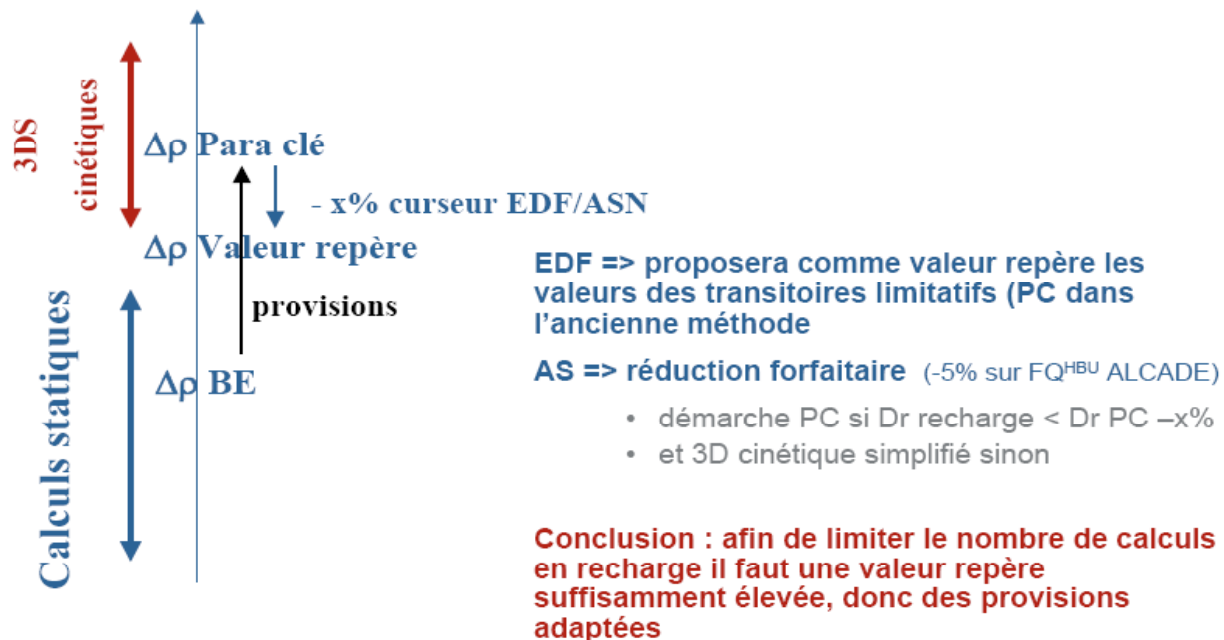 3DS
cinétiques
Δρ Para clé
- x% curseur EDF/ASN
Δρ Valeur repère
provisions
Δρ BE
Calculs statiques
EDF => proposera comme valeur repère les
valeurs des transitoires limitatifs (PC dans
l’ancienne méthode
AS => réduction forfaitaire (-5% sur FQᴴᴮᵁ ALCADE)
• démarche PC si Dr recharge < Dr PC –x%
• et 3D cinétique simplifié sinon
Conclusion : afin de limiter le nombre de calculs
en recharge il faut une valeur repère
suffisamment élevée, donc des provisions
adaptées